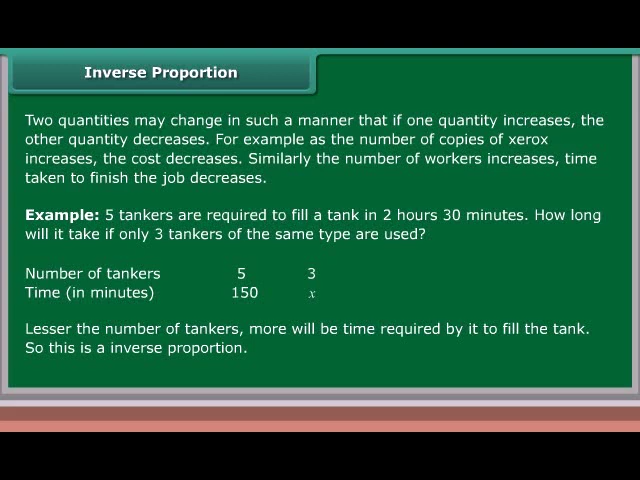 Inverse Proportion
Two quantities may change in such a manner that if one quantity increases, the
other quantity decreases. For example as the number of copies of xerox
increases, the cost decreases. Similarly the number of workers increases, time
taken to finish the job decreases.
Example: 5 tankers are required to fill a tank in 2 hours 30 minutes. How long
will it take if only 3 tankers of the same type are used?
Number of tankers 5 3
Time (in minutes) 150 x
Lesser the number of tankers, more will be time required by it to fill the tank.
So this is a inverse proportion.